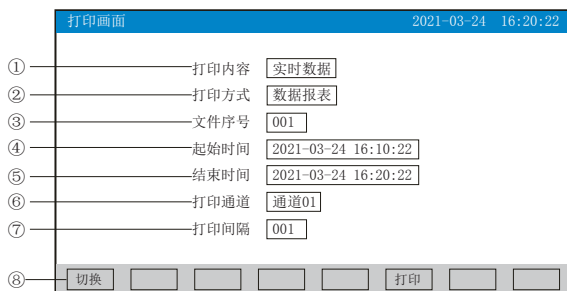 打印画面 2021-03-24 16:20:22
① 打印内容 实时数据
② 打印方式 数据报表
③ 文件序号 001
④ 起始时间 2021-03-24 16:10:22
⑤ 结束时间 2021-03-24 16:20:22
⑥ 打印通道 通道01
⑦ 打印间隔 001
⑧ 切换 打印